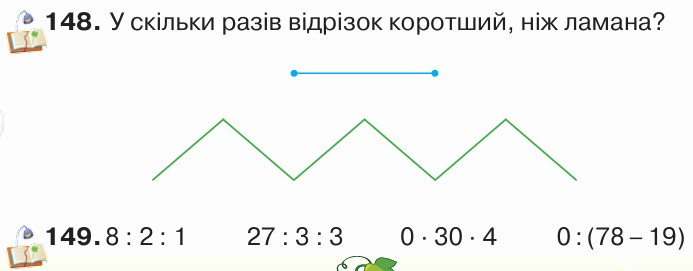 148. У скільки разів відрізок коротший, ніж ламана?
149. 8 : 2 : 1 27 : 3 : 3 0 · 30 · 4 0 : (78 – 19)